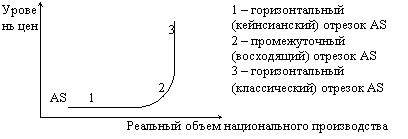 Урове
нь цен
1 – горизонтальный
(кейнсианский) отрезок AS
2 – промежуточный
(восходящий) отрезок AS
3 – горизонтальный
(классический) отрезок AS
3
2
AS
1
Реальный объем национального производства